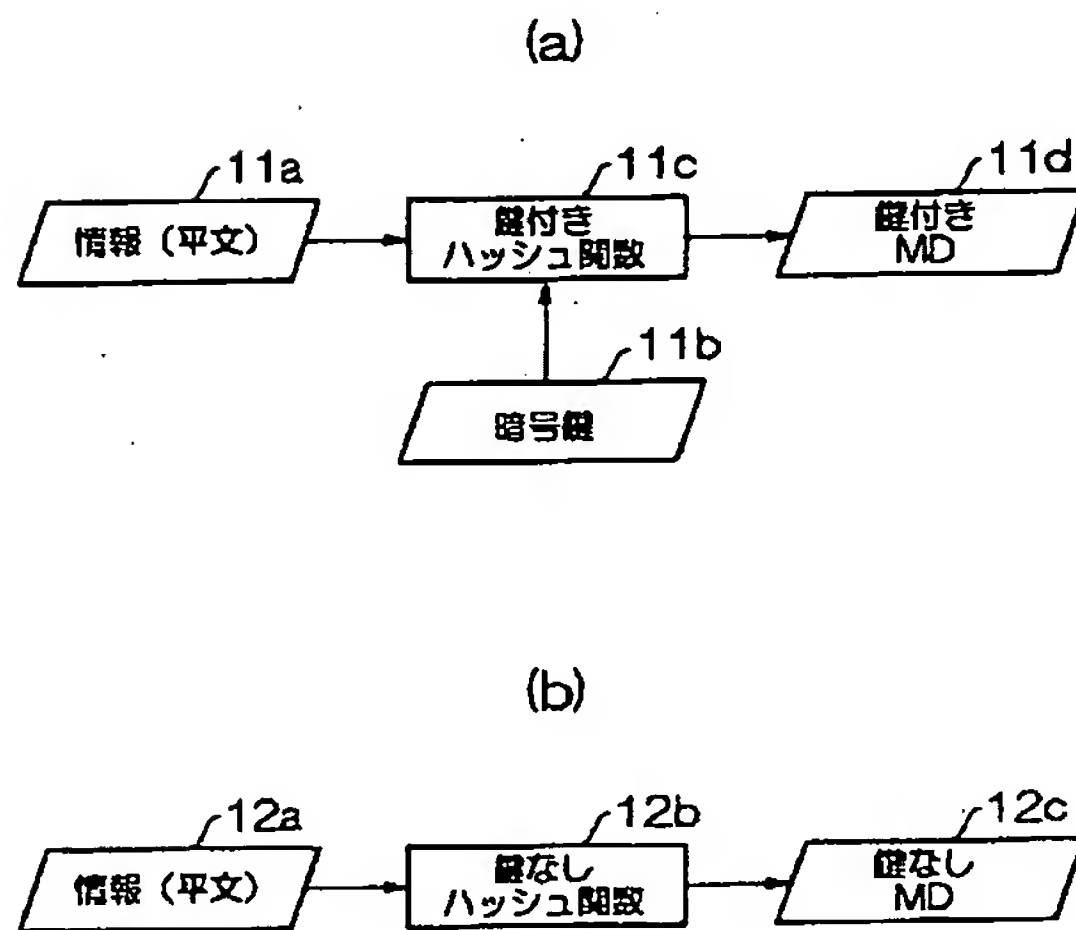 (a)
11a
11c
11d
情報（平文）
鍵付き
ハッシュ関数
鍵付き
MD
11b
暗号鍵
(b)
12a
12b
12c
情報（平文）
鍵なし
ハッシュ関数
鍵なし
MD